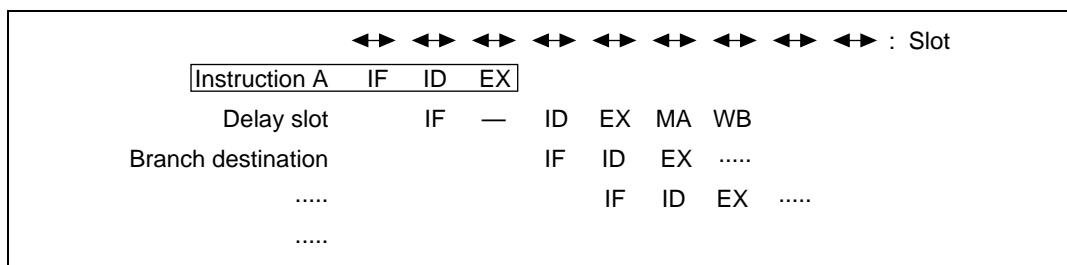 : Slot
Instruction A IF ID EX
Delay slot IF — ID EX MA WB
Branch destination IF ID EX .....
..... IF ID EX .....
.....